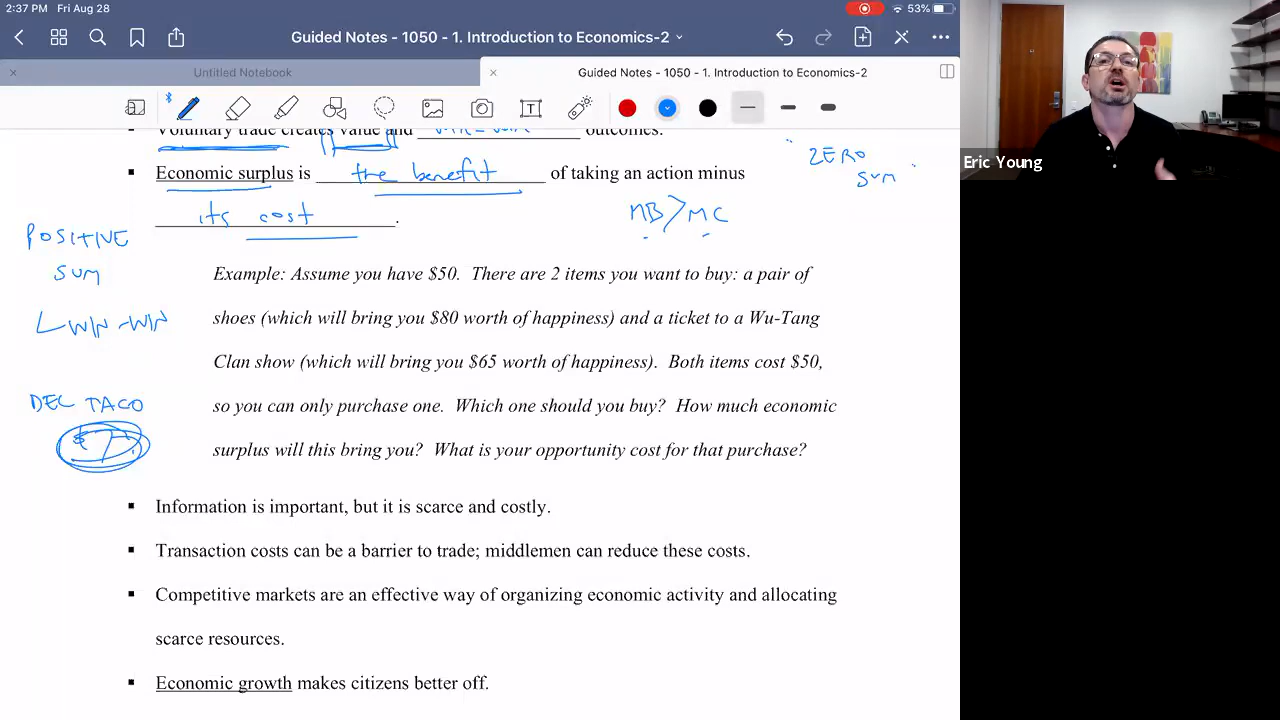 2:37 PM Fri Aug 28
53%
Guided Notes - 1050 - 1. Introduction to Economics-2
Untitled Notebook
Guided Notes - 1050 - 1. Introduction to Economics-2
Voluntary trade creates value and win-win outcomes.
"ZERO
SUM"
Economic surplus is the benefit of taking an action minus
its cost.
MB > MC
POSITIVE
SUM
WIN-WIN
Example: Assume you have $50. There are 2 items you want to buy: a pair of
shoes (which will bring you $80 worth of happiness) and a ticket to a Wu-Tang
Clan show (which will bring you $65 worth of happiness). Both items cost $50,
so you can only purchase one. Which one should you buy? How much economic
surplus will this bring you? What is your opportunity cost for that purchase?
DEL TACO
Information is important, but it is scarce and costly.
Transaction costs can be a barrier to trade; middlemen can reduce these costs.
Competitive markets are an effective way of organizing economic activity and allocating
scarce resources.
Economic growth makes citizens better off.
Eric Young